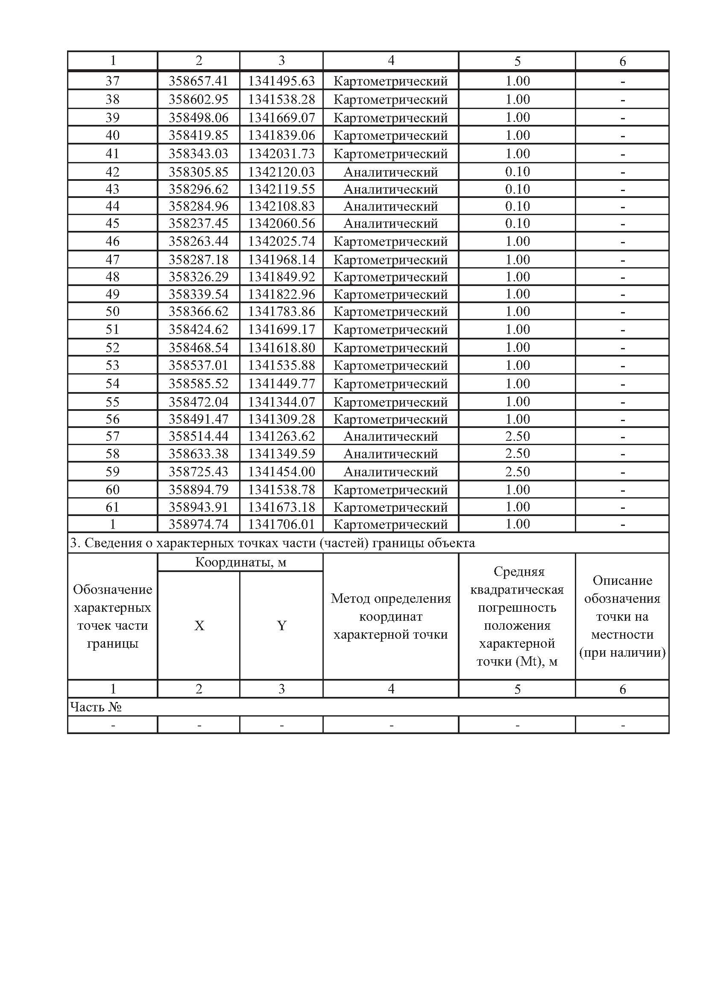 1 2 3 4 5 6
37 358657.41 1341495.63 Картометрический 1.00 -
38 358602.95 1341538.28 Картометрический 1.00 -
39 358498.06 1341669.07 Картометрический 1.00 -
40 358419.85 1341839.06 Картометрический 1.00 -
41 358343.03 1342031.73 Картометрический 1.00 -
42 358305.85 1342120.03 Аналитический 0.10 -
43 358296.62 1342119.55 Аналитический 0.10 -
44 358284.96 1342108.83 Аналитический 0.10 -
45 358237.45 1342060.56 Аналитический 0.10 -
46 358263.44 1342025.74 Картометрический 1.00 -
47 358287.18 1341968.14 Картометрический 1.00 -
48 358326.29 1341849.92 Картометрический 1.00 -
49 358339.54 1341822.96 Картометрический 1.00 -
50 358366.62 1341783.86 Картометрический 1.00 -
51 358424.62 1341699.17 Картометрический 1.00 -
52 358468.54 1341618.80 Картометрический 1.00 -
53 358537.01 1341535.88 Картометрический 1.00 -
54 358585.52 1341449.77 Картометрический 1.00 -
55 358472.04 1341344.07 Картометрический 1.00 -
56 358491.47 1341309.28 Картометрический 1.00 -
57 358514.44 1341263.62 Аналитический 2.50 -
58 358633.38 1341349.59 Аналитический 2.50 -
59 358725.43 1341454.00 Аналитический 2.50 -
60 358894.79 1341538.78 Картометрический 1.00 -
61 358943.91 1341673.18 Картометрический 1.00 -
1 358974.74 1341706.01 Картометрический 1.00 -
3. Сведения о характерных точках части (частей) границы объекта
Обозначение
характерных
точек части
границы
Координаты, м
X
Y
Метод определения
координат
характерной точки
Средняя
квадратическая
погрешность
положения
характерной
точки (Mt), м
Описание
обозначения
точки на
местности
(при наличии)
1 2 3 4 5 6
Часть №
- - - - - -